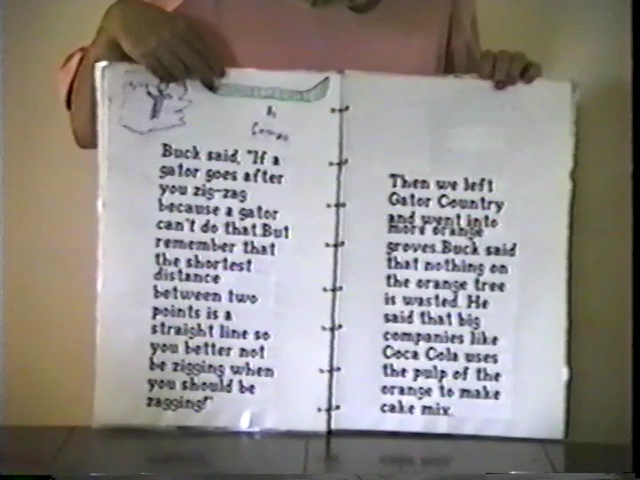 By
Buck said, "If a
gator goes after
you zig-zag
because a gator
can't do that.But
remember that
the shortest
distance
between two
points is a
straight line so
you better not
be zigging when
you should be
zagging!"
Then we left
Gator Country
and went into
more orange
groves.Buck said
that nothing on
the orange tree
is wasted. He
said that big
companies like
Coca Cola uses
the pulp of the
orange to make
cake mix.